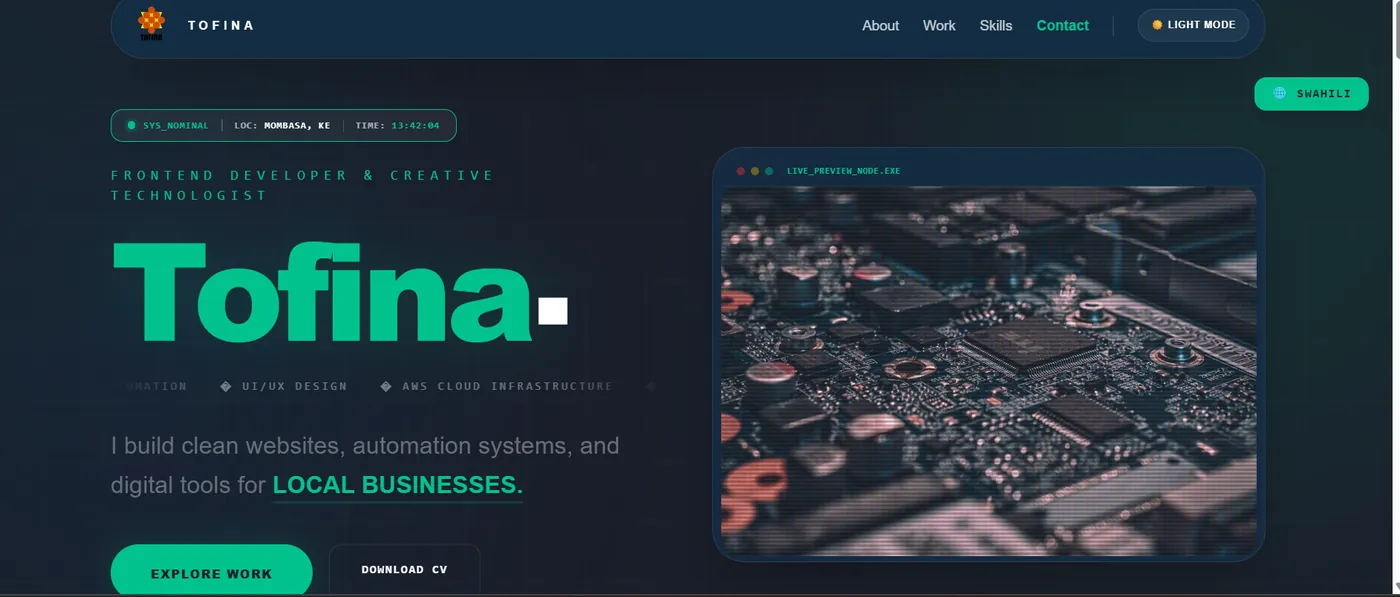 Tofina
TOFINA
About Work Skills Contact
LIGHT MODE
SWAHILI
SYS_NOMINAL LOC: MOMBASA, KE TIME: 13:42:04
FRONTEND DEVELOPER & CREATIVE
TECHNOLOGIST
Tofina
LIVE_PREVIEW_NODE.EXE
� UI/UX DESIGN � AWS CLOUD INFRASTRUCTURE �
I build clean websites, automation systems, and
digital tools for LOCAL BUSINESSES.
EXPLORE WORK DOWNLOAD CV